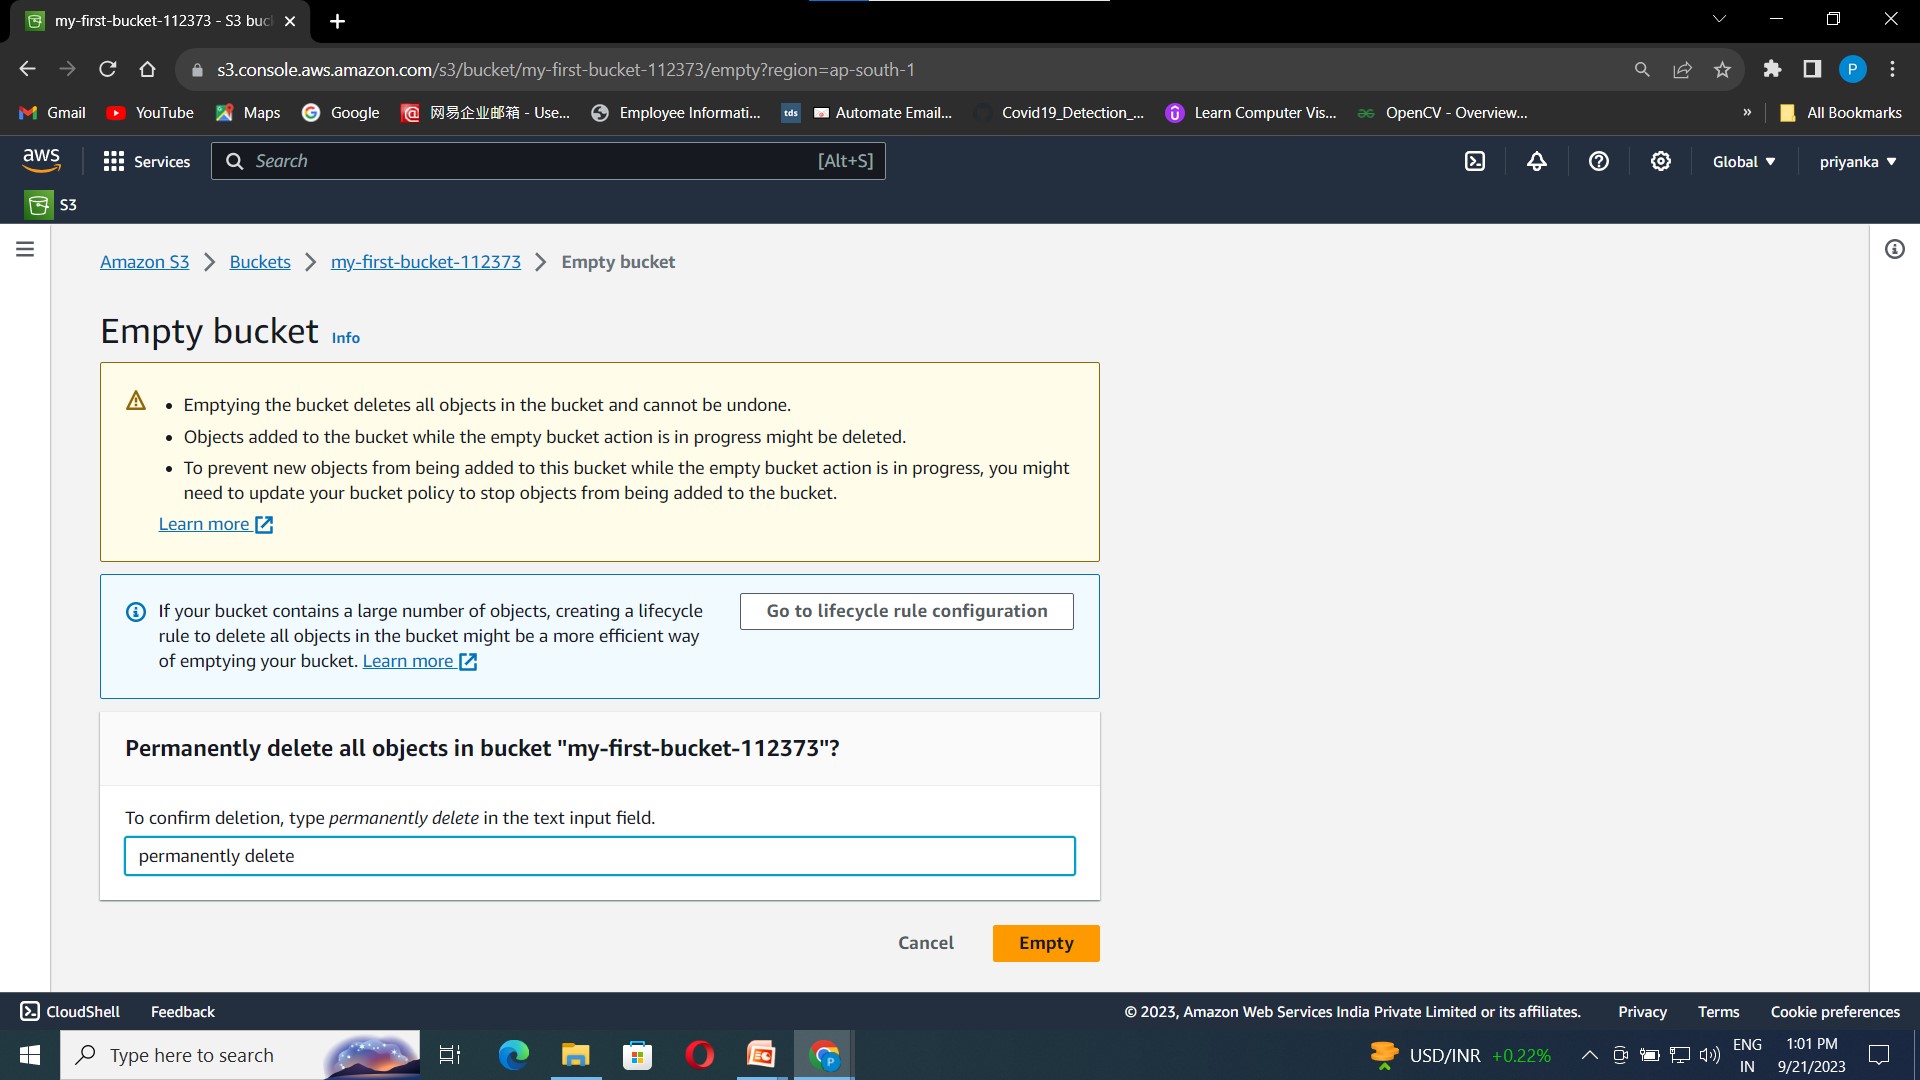 my-first-bucket-112373 - S3 buc
s3.console.aws.amazon.com/s3/bucket/my-first-bucket-112373/empty?region=ap-south-1
P
Gmail YouTube Maps Google 网易企业邮箱 - Use... Employee Informati... tds Automate Email... Covid19_Detection_... Learn Computer Vis... OpenCV - Overview... » All Bookmarks
aws Services Search [Alt+S] Global priyanka
S3
Amazon S3 Buckets my-first-bucket-112373 Empty bucket
Empty bucket Info
Emptying the bucket deletes all objects in the bucket and cannot be undone.
Objects added to the bucket while the empty bucket action is in progress might be deleted.
To prevent new objects from being added to this bucket while the empty bucket action is in progress, you might
need to update your bucket policy to stop objects from being added to the bucket.
Learn more
If your bucket contains a large number of objects, creating a lifecycle
rule to delete all objects in the bucket might be a more efficient way
of emptying your bucket. Learn more
Go to lifecycle rule configuration
Permanently delete all objects in bucket "my-first-bucket-112373"?
To confirm deletion, type permanently delete in the text input field.
permanently delete
Cancel Empty
CloudShell Feedback © 2023, Amazon Web Services India Private Limited or its affiliates. Privacy Terms Cookie preferences
Type here to search USD/INR +0.22% ENG 1:01 PM
IN 9/21/2023